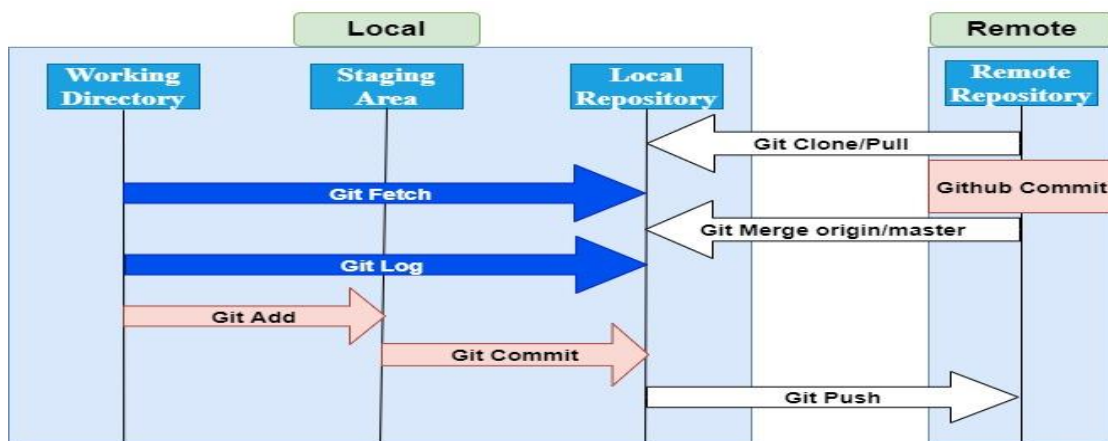 Local
Remote
Working
Directory
Staging
Area
Local
Repository
Remote
Repository
Git Clone/Pull
Github Commit
Git Fetch
Git Merge origin/master
Git Log
Git Add
Git Commit
Git Push